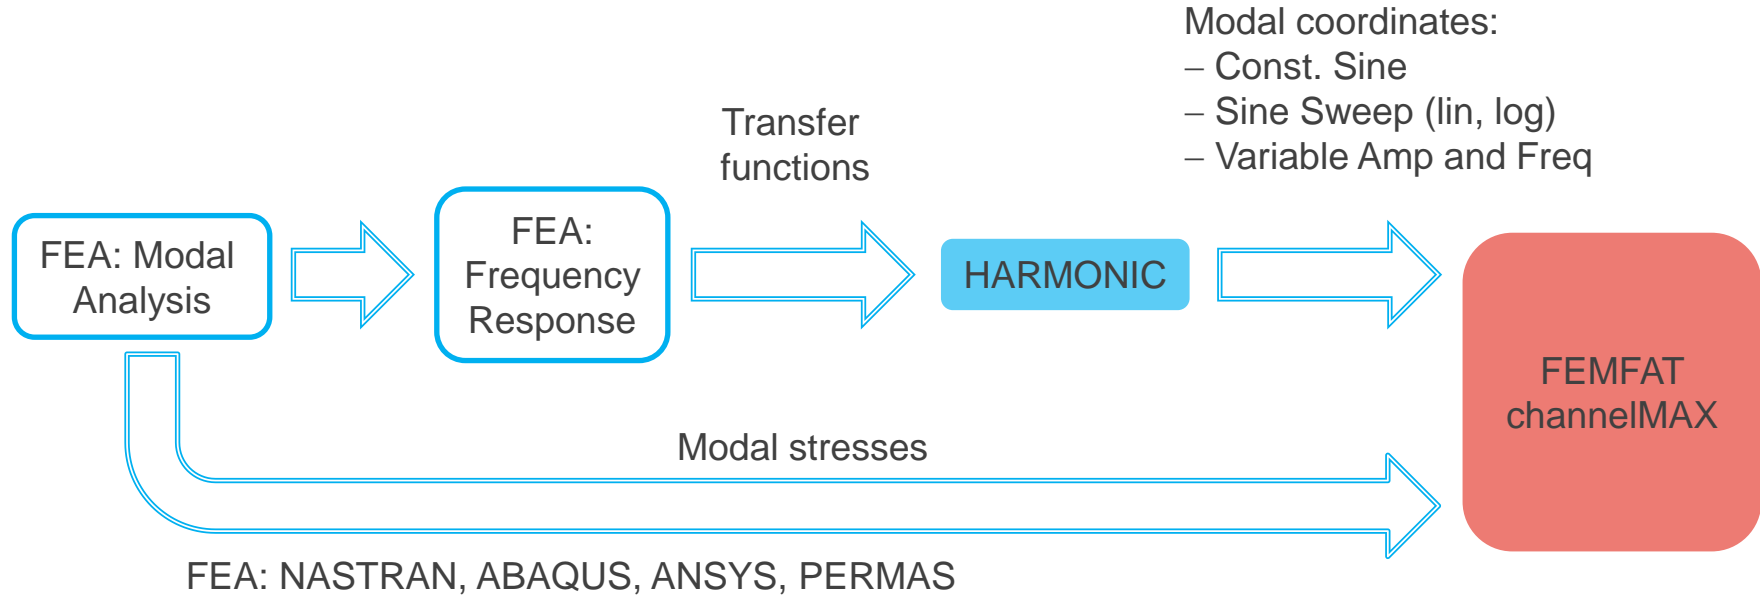 Modal coordinates:
– Const. Sine
– Sine Sweep (lin, log)
– Variable Amp and Freq
Transfer
functions
FEA: Modal
Analysis
FEA:
Frequency
Response
HARMONIC
FEMFAT
channelMAX
Modal stresses
FEA: NASTRAN, ABAQUS, ANSYS, PERMAS